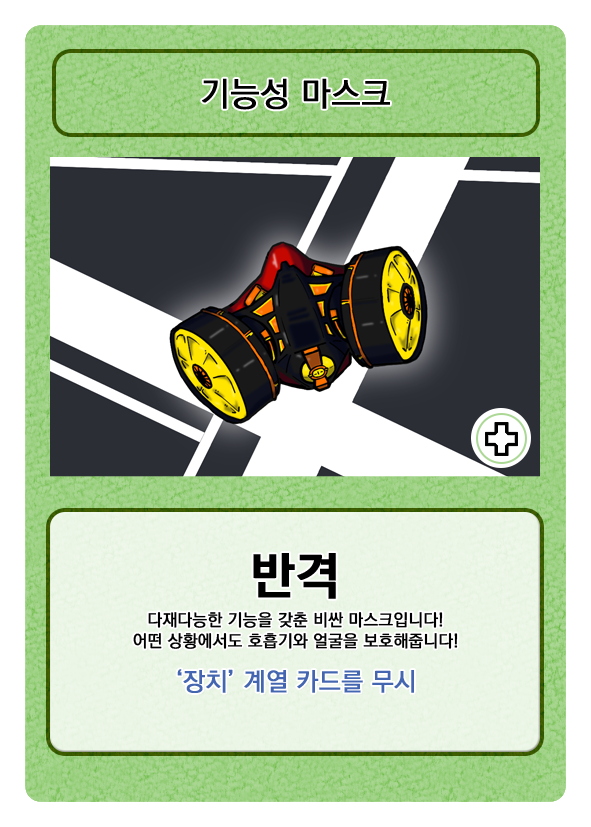 기능성 마스크
반격
다재다능한 기능을 갖춘 비싼 마스크입니다!
어떤 상황에서도 호흡기와 얼굴을 보호해줍니다!
‘장치’ 계열 카드를 무시